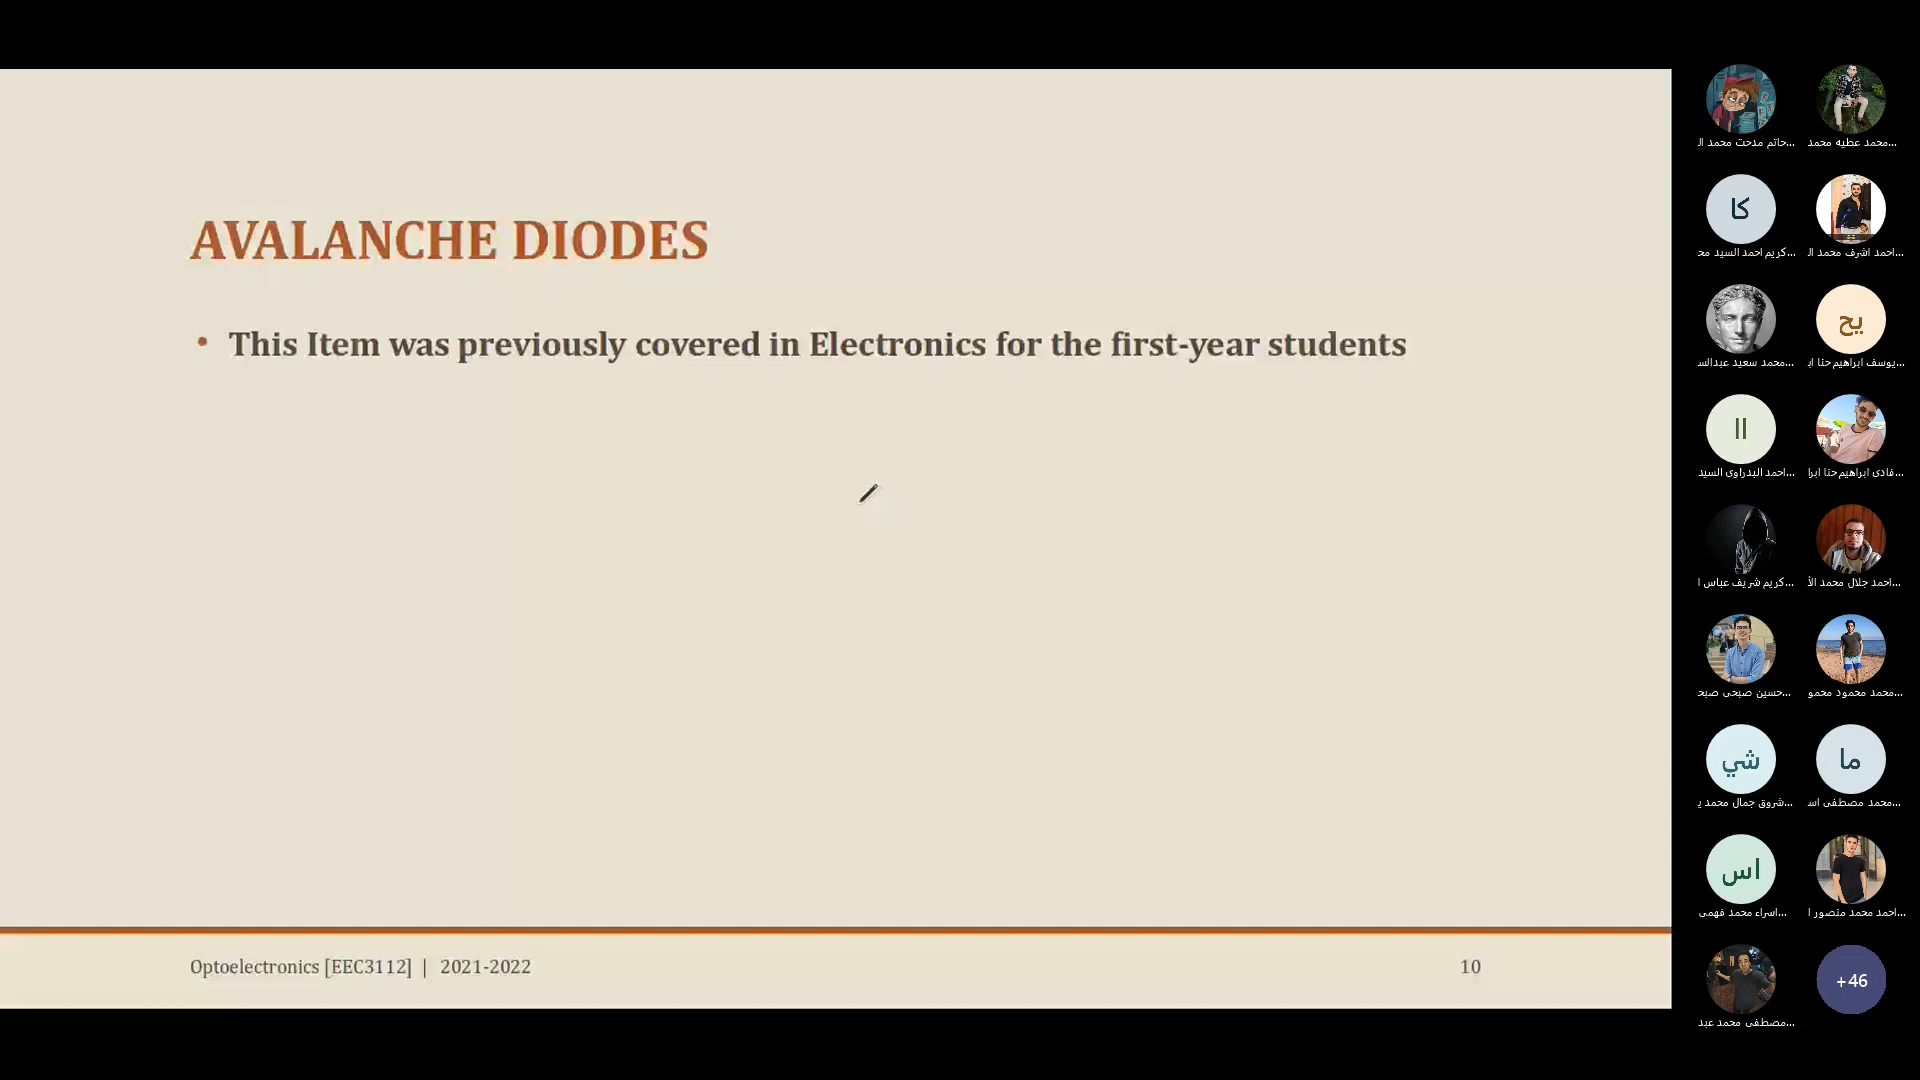 AVALANCHE DIODES
• This Item was previously covered in Electronics for the first-year students
Optoelectronics [EEC3112] | 2021-2022
10
حاتم مدحت محمد ال...
محمد عطيه محمد...
كا
كريم احمد السيد مح...
احمد اشرف محمد ال...
محمد سعيد عبدالس...
يح
يوسف ابراهيم حنا اب...
اا
احمد البدراوى السيد...
فادى ابراهيم حنا ابرا...
كريم شريف عباس ا...
احمد جلال محمد الأ...
حسين صبحى صبح...
محمد محمود محمو...
شي
شروق جمال محمد ي...
ما
محمد مصطفى اس...
اس
اسراء محمد فهمى...
احمد محمد منصور ا...
مصطفى محمد عبد...
+46